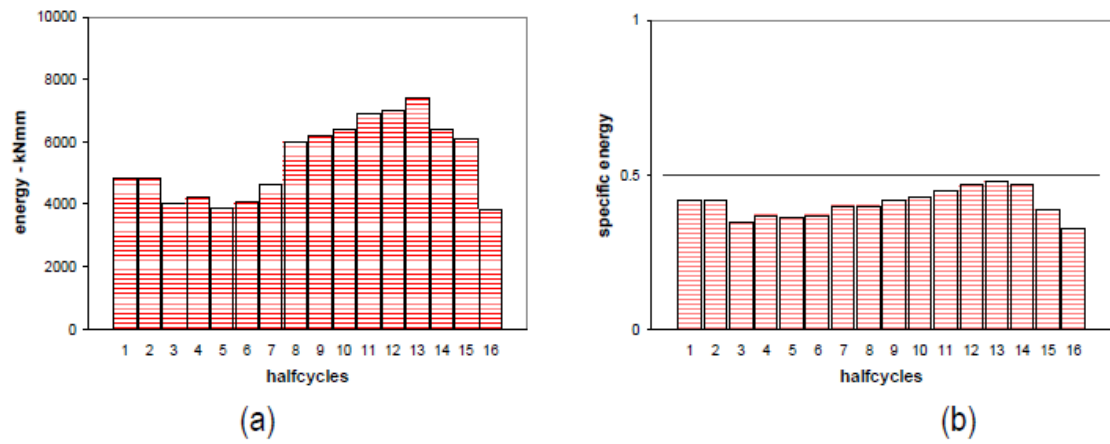 10000
8000
6000
4000
2000
0
energy - kNmm
1 2 3 4 5 6 7 8 9 10 11 12 13 14 15 16
halfcycles
(a)
1
0.5
0
specific energy
1 2 3 4 5 6 7 8 9 10 11 12 13 14 15 16
halfcycles
(b)